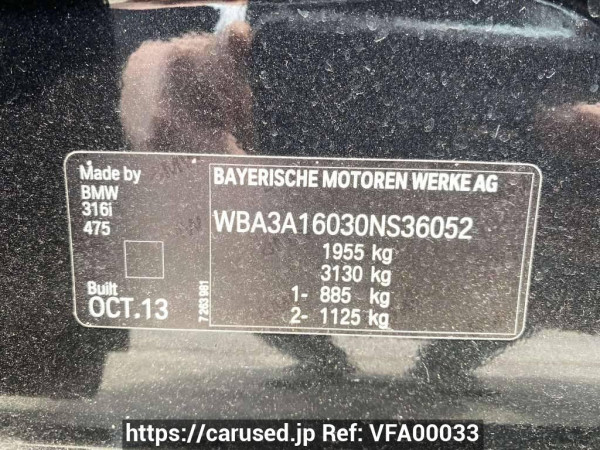 Made by
BMW
316i
475
Built
OCT.13
7 203 981
BAYERISCHE MOTOREN WERKE AG
WBA3A16030NS36052
1955 kg
3130 kg
1- 885 kg
2- 1125 kg
https://carused.jp Ref: VFA00033